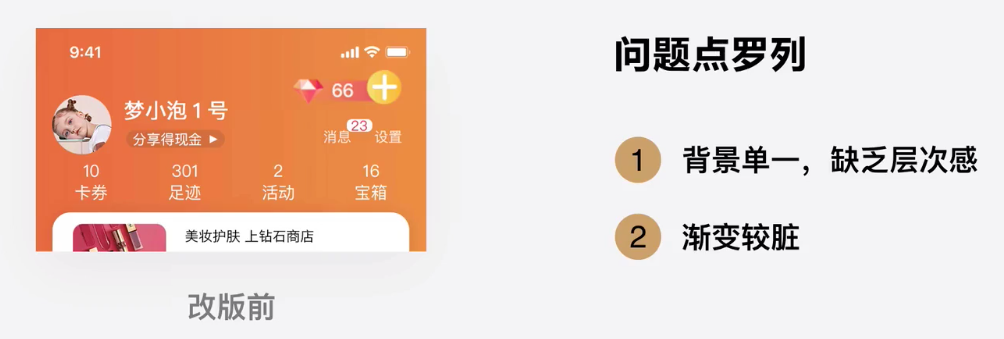 9:41
66
梦小泡1号
分享得现金
消息 23 设置
10 301 2 16
卡券 足迹 活动 宝箱
美妆护肤 上钻石商店
改版前
问题点罗列
1 背景单一，缺乏层次感
2 渐变较脏